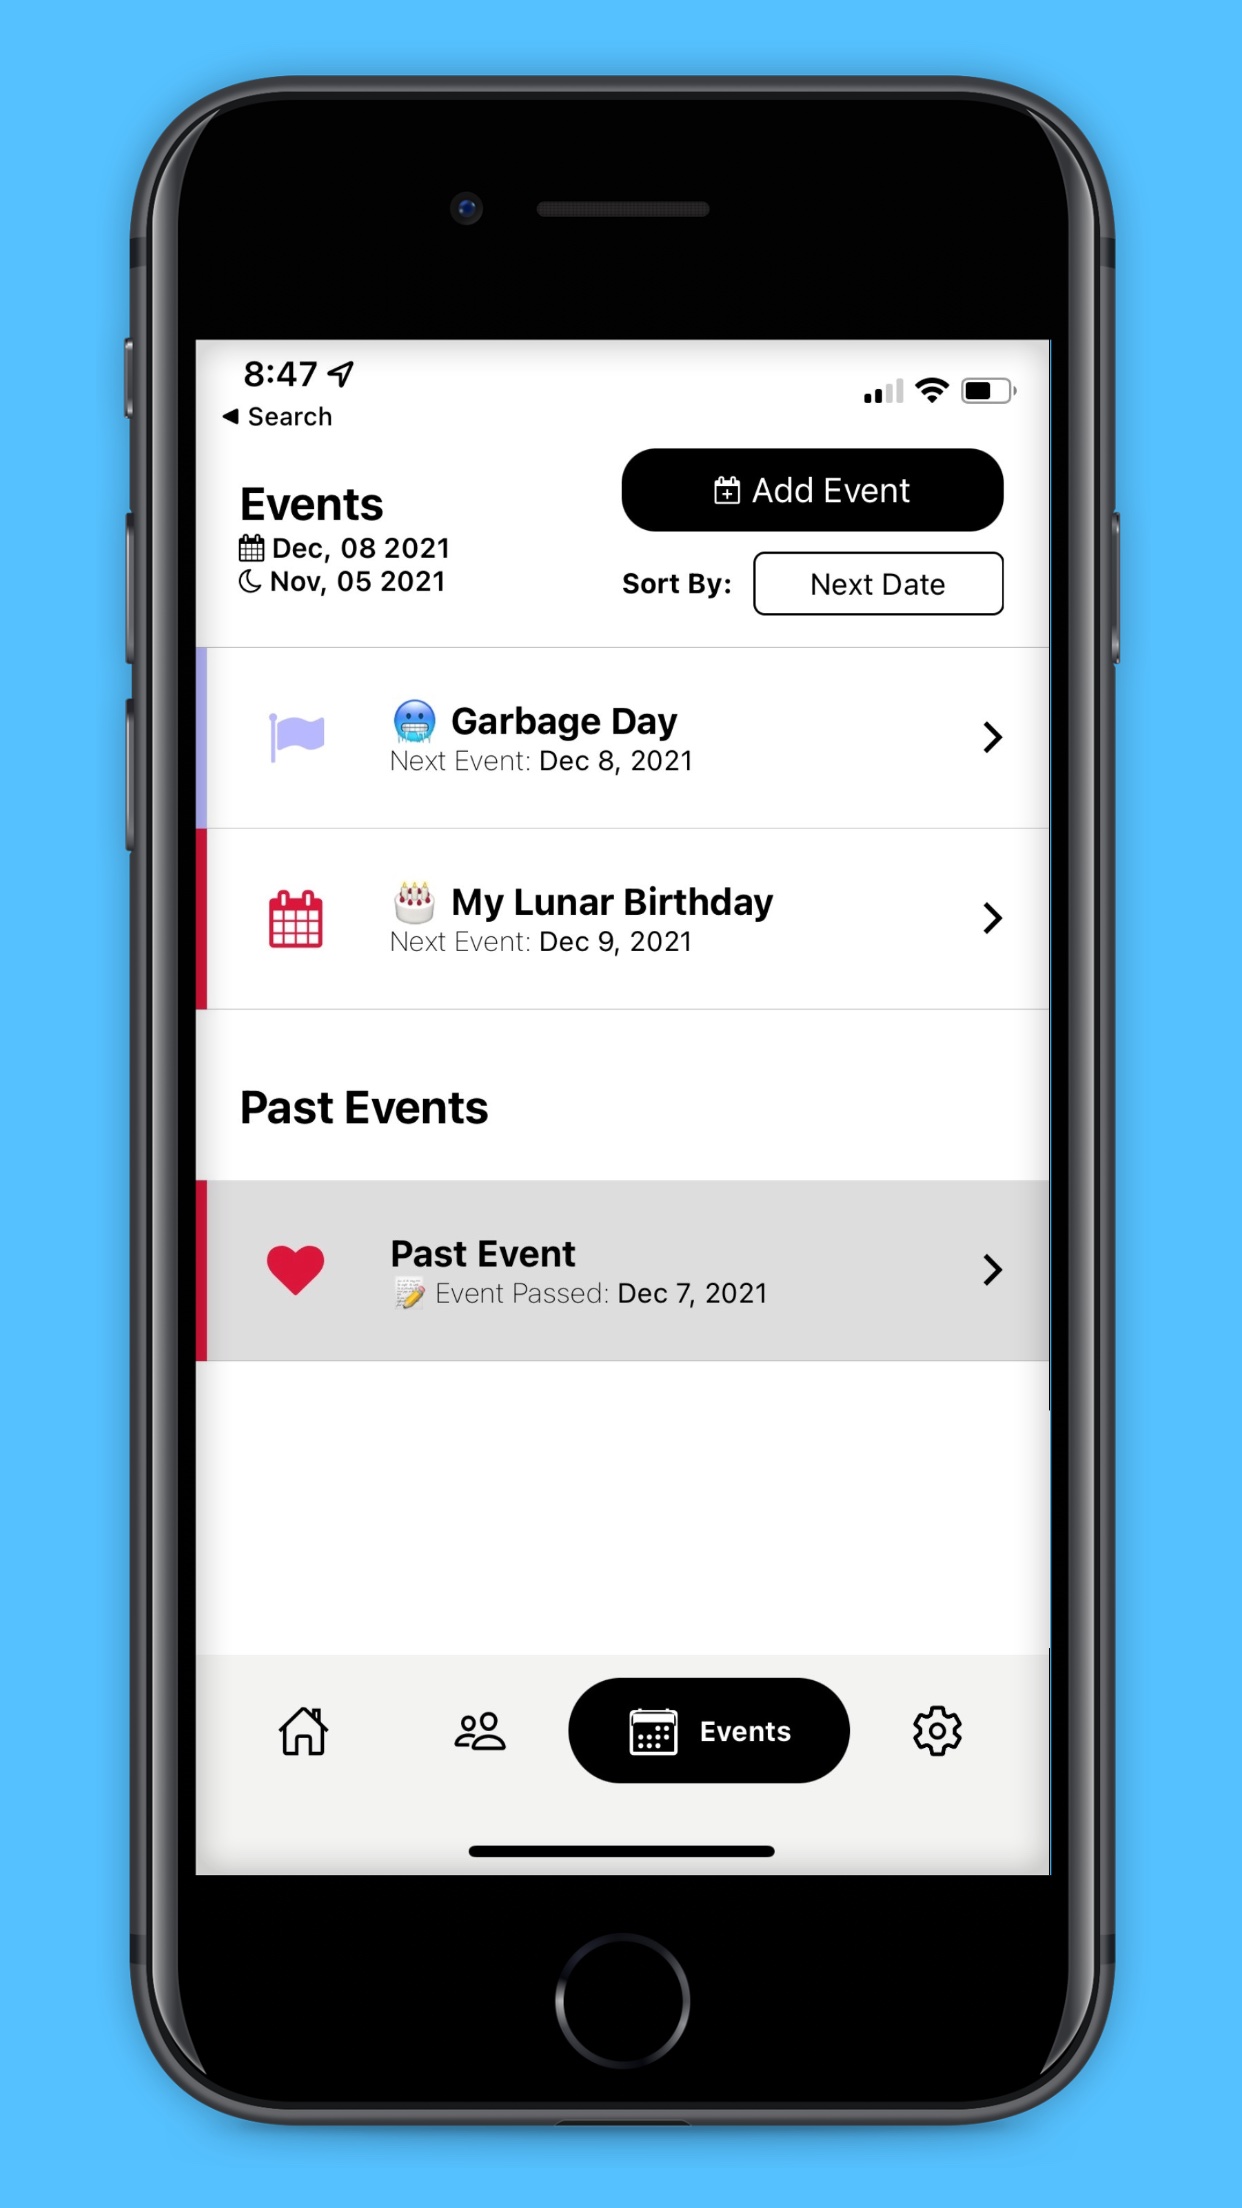 8:47
◀ Search
Events
Dec, 08 2021
Nov, 05 2021
Add Event
Sort By: Next Date
🥶 Garbage Day
Next Event: Dec 8, 2021
🎂 My Lunar Birthday
Next Event: Dec 9, 2021
Past Events
Past Event
📝 Event Passed: Dec 7, 2021
Events